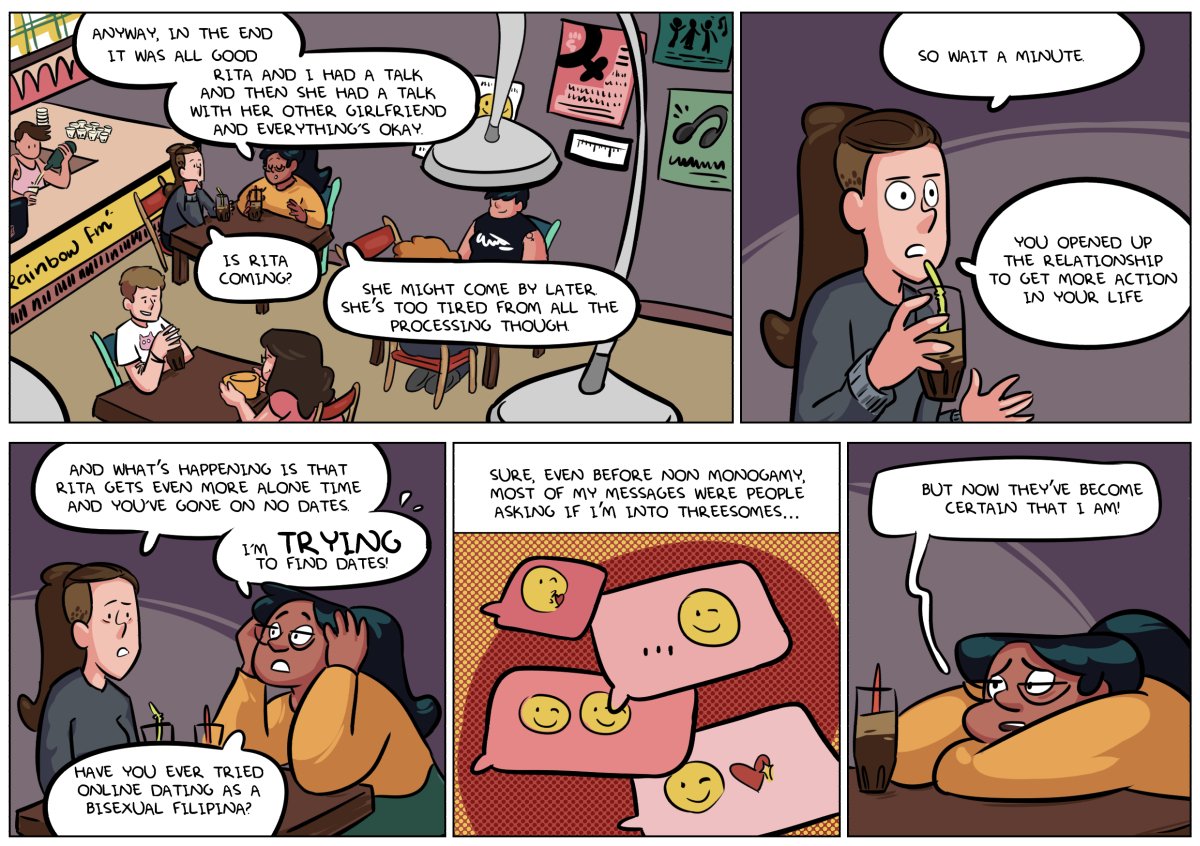 ANYWAY, IN THE END
IT WAS ALL GOOD
RITA AND I HAD A TALK
AND THEN SHE HAD A TALK
WITH HER OTHER GIRLFRIEND
AND EVERYTHING'S OKAY.
IS RITA
COMING?
SHE MIGHT COME BY LATER.
SHE'S TOO TIRED FROM ALL THE
PROCESSING THOUGH.
Rainbow Fm'
SO WAIT A MINUTE.
YOU OPENED UP
THE RELATIONSHIP
TO GET MORE ACTION
IN YOUR LIFE
AND WHAT'S HAPPENING IS THAT
RITA GETS EVEN MORE ALONE TIME
AND YOU'VE GONE ON NO DATES.
I'M TRYING
TO FIND DATES!
HAVE YOU EVER TRIED
ONLINE DATING AS A
BISEXUAL FILIPINA?
SURE, EVEN BEFORE NON MONOGAMY,
MOST OF MY MESSAGES WERE PEOPLE
ASKING IF I'M INTO THREESOMES...
...
BUT NOW THEY'VE BECOME
CERTAIN THAT I AM!